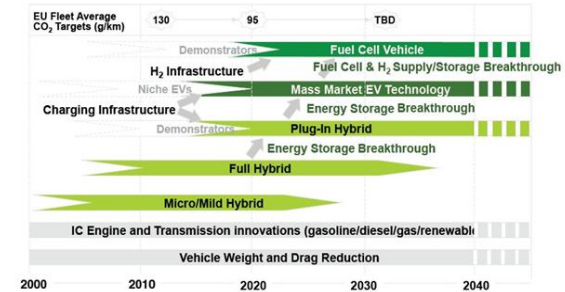 EU Fleet Average
CO2 Targets (g/km)
130
95
TBD
Demonstrators
Fuel Cell Vehicle
H2 Infrastructure
Fuel Cell & H2 Supply/Storage Breakthrough
Niche EVs
Mass Market EV Technology
Charging Infrastructure
Energy Storage Breakthrough
Demonstrators
Plug-In Hybrid
Energy Storage Breakthrough
Full Hybrid
Micro/Mild Hybrid
IC Engine and Transmission innovations (gasoline/diesel/gas/renewable
Vehicle Weight and Drag Reduction
2000 2010 2020 2030 2040